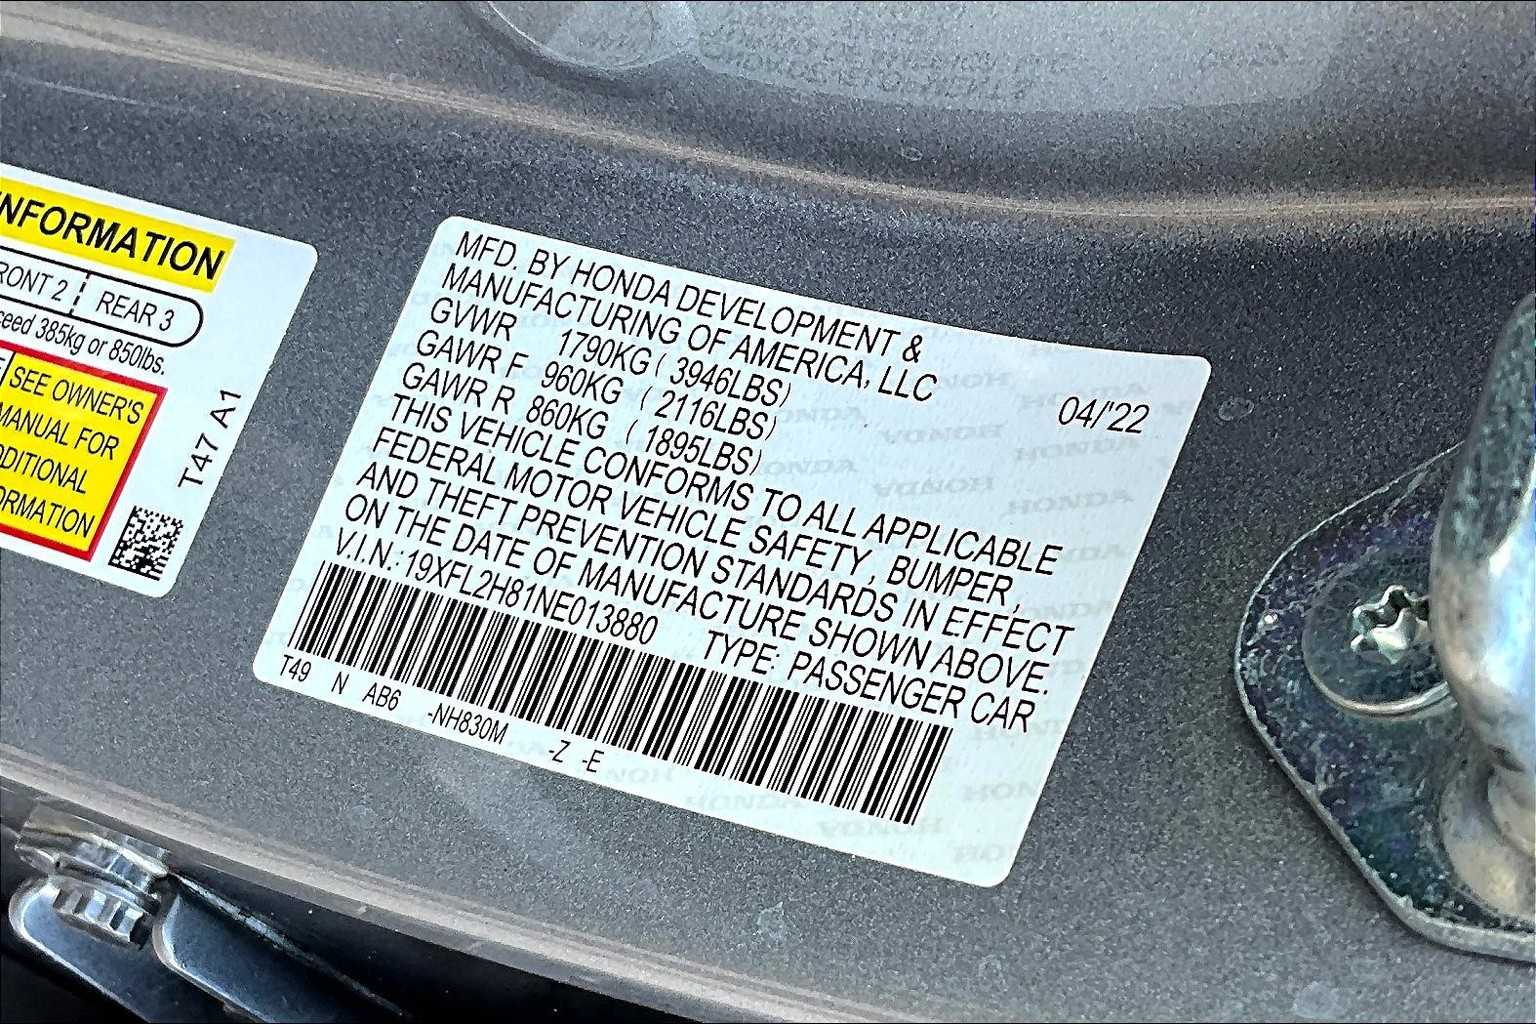 NFORMATION
RONT 2 REAR 3
ceed 385kg or 850lbs.
SEE OWNER'S
MANUAL FOR
DDITIONAL
ORMATION
T47 A1
MFD. BY HONDA DEVELOPMENT &
MANUFACTURING OF AMERICA, LLC
GVWR 1790KG ( 3946LBS)
GAWR F 960KG ( 2116LBS)
GAWR R 860KG ( 1895LBS)
04/'22
THIS VEHICLE CONFORMS TO ALL APPLICABLE
FEDERAL MOTOR VEHICLE SAFETY, BUMPER,
AND THEFT PREVENTION STANDARDS IN EFFECT
ON THE DATE OF MANUFACTURE SHOWN ABOVE.
V.I.N.: 19XFL2H81NE013880 TYPE: PASSENGER CAR
T49 N AB6 -NH830M -Z -E